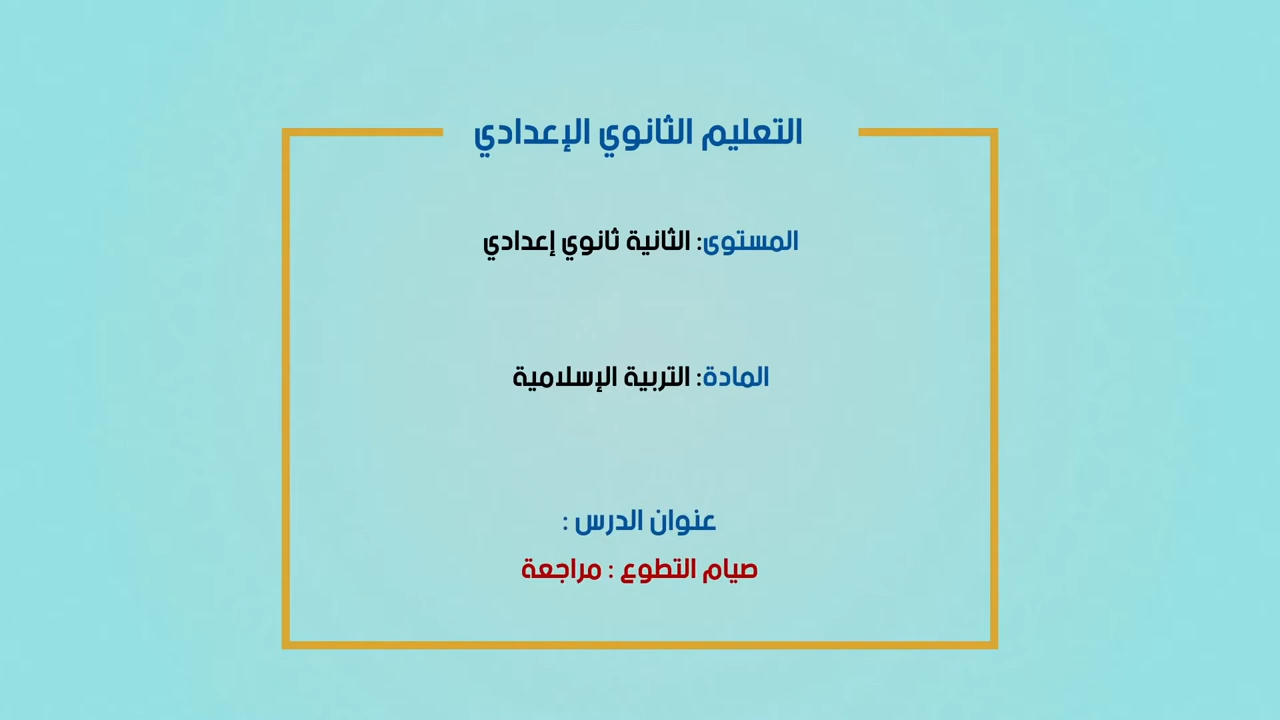 التعليم الثانوي الإعدادي
المستوى: الثانية ثانوي إعدادي
المادة: التربية الإسلامية
عنوان الدرس :
صيام التطوع : مراجعة